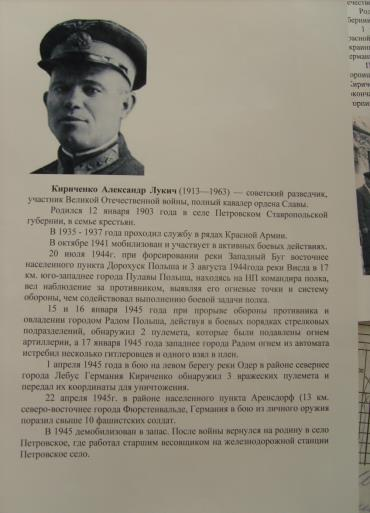 Кириченко Александр Лукич (1913—1963) — советский разведчик,
участник Великой Отечественной войны, полный кавалер ордена Славы.
Родился 12 января 1903 года в селе Петровском Ставропольской
губернии, в семье крестьян.
В 1935 - 1937 года проходил службу в рядах Красной Армии.
В октябре 1941 мобилизован и участвует в активных боевых действиях.
20 июля 1944г. при форсировании реки Западный Буг восточнее
населенного пункта Дорохуск Польша и 3 августа 1944года реки Висла в 17
км. юго-западнее города Пулавы Польша, находясь на НП командира полка,
вел наблюдение за противником, выявляя его огневые точки и систему
обороны, чем содействовал выполнению боевой задачи полка.
15 и 16 января 1945 года при прорыве обороны противника и
овладении городом Радом Польша, действуя в боевых порядках стрелковых
подразделений, обнаружил 2 пулемета, которые были подавлены огнем
артиллерии, а 17 января 1945 года западнее города Радом огнем из автомата
истребил несколько гитлеровцев и одного взял в плен.
1 апреля 1945 года в бою на левом берегу реки Одер в районе севернее
города Лебус Германия Кириченко обнаружил 3 вражеских пулемета и
передал их координаты для уничтожения.
22 апреля 1945г. в районе населенного пункта Аренсдорф (13 км.
северо-восточнее города Фюрстенвальде, Германия в бою из личного оружия
поразил свыше 10 фашистских солдат.
В 1945 демобилизован в запас. После войны вернулся на родину в село
Петровское, где работал старшим весовщиком на железнодорожной станции
Петровское село.